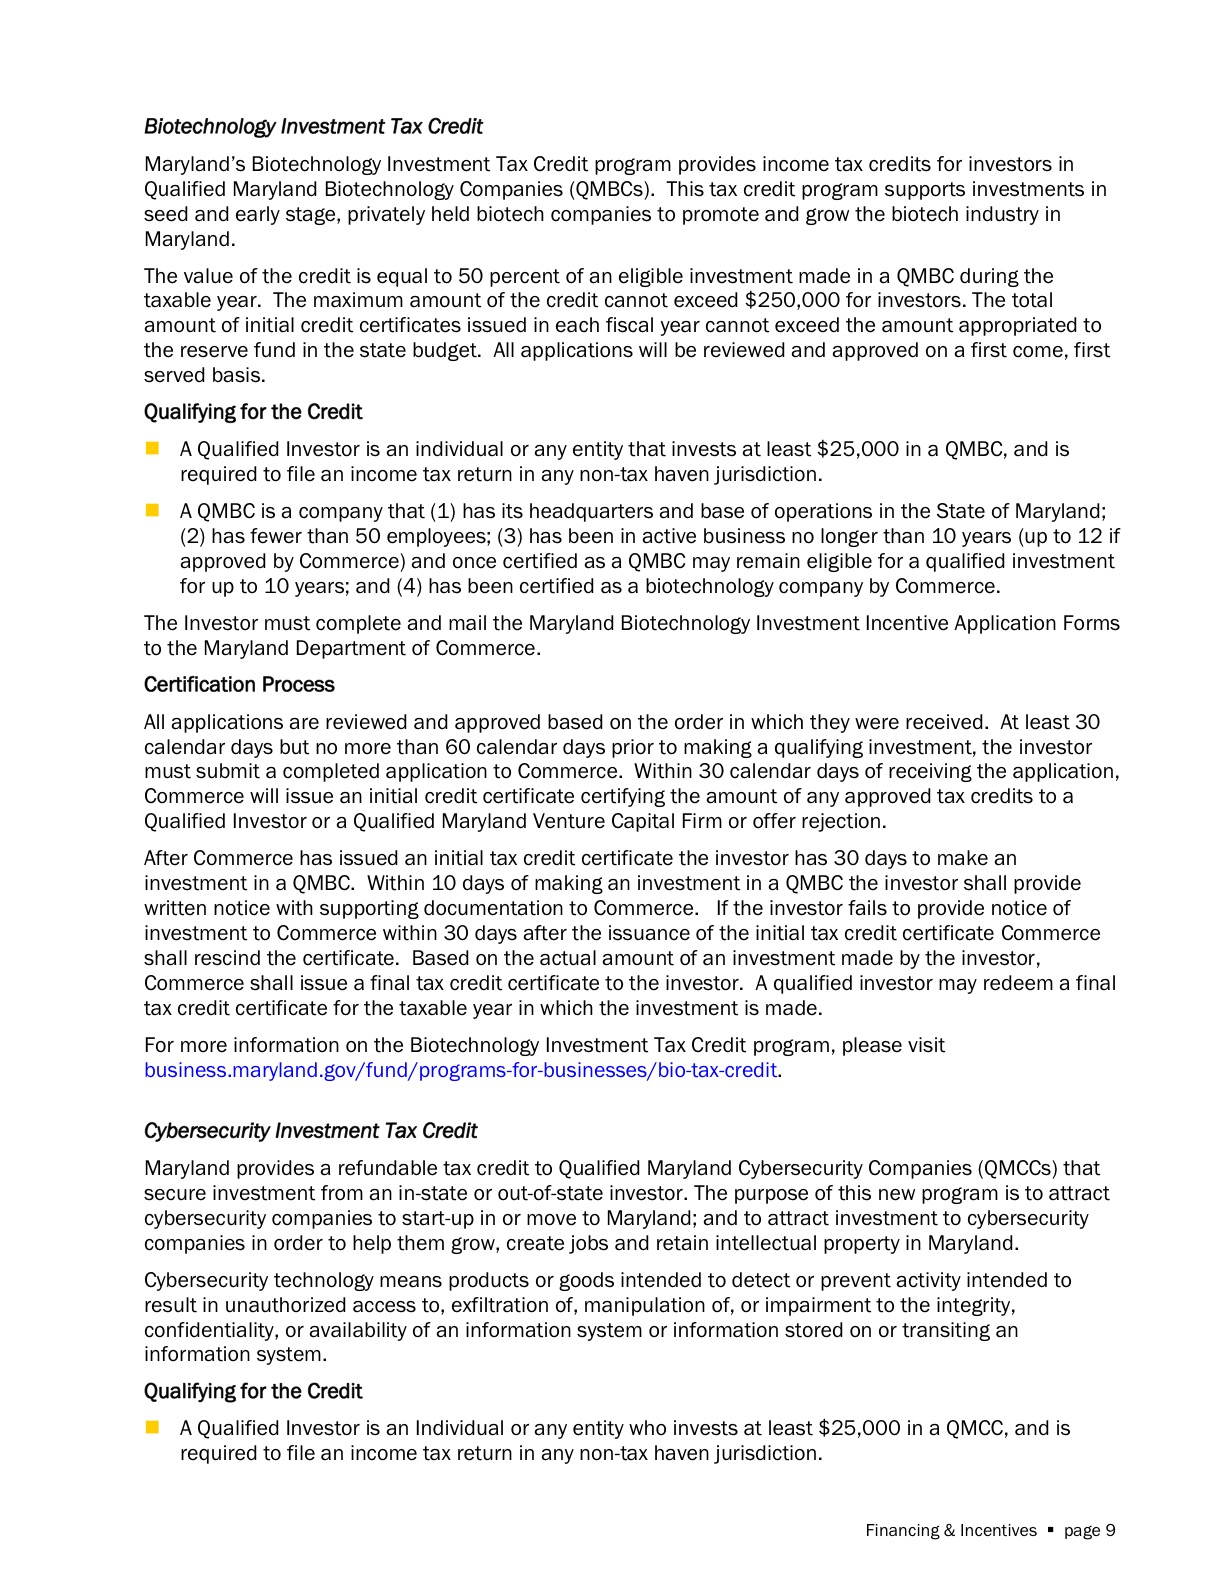 Biotechnology Investment Tax Credit
Maryland’s Biotechnology Investment Tax Credit program provides income tax credits for investors in
Qualified Maryland Biotechnology Companies (QMBCs).  This tax credit program supports investments in
seed and early stage, privately held biotech companies to promote and grow the biotech industry in
Maryland.
The value of the credit is equal to 50 percent of an eligible investment made in a QMBC during the
taxable year.  The maximum amount of the credit cannot exceed $250,000 for investors. The total
amount of initial credit certificates issued in each fiscal year cannot exceed the amount appropriated to
the reserve fund in the state budget.  All applications will be reviewed and approved on a first come, first
served basis.
Qualifying for the Credit
■ A Qualified Investor is an individual or any entity that invests at least $25,000 in a QMBC, and is
required to file an income tax return in any non-tax haven jurisdiction.
■ A QMBC is a company that (1) has its headquarters and base of operations in the State of Maryland;
(2) has fewer than 50 employees; (3) has been in active business no longer than 10 years (up to 12 if
approved by Commerce) and once certified as a QMBC may remain eligible for a qualified investment
for up to 10 years; and (4) has been certified as a biotechnology company by Commerce.
The Investor must complete and mail the Maryland Biotechnology Investment Incentive Application Forms
to the Maryland Department of Commerce.
Certification Process
All applications are reviewed and approved based on the order in which they were received.  At least 30
calendar days but no more than 60 calendar days prior to making a qualifying investment, the investor
must submit a completed application to Commerce.  Within 30 calendar days of receiving the application,
Commerce will issue an initial credit certificate certifying the amount of any approved tax credits to a
Qualified Investor or a Qualified Maryland Venture Capital Firm or offer rejection.
After Commerce has issued an initial tax credit certificate the investor has 30 days to make an
investment in a QMBC.  Within 10 days of making an investment in a QMBC the investor shall provide
written notice with supporting documentation to Commerce.   If the investor fails to provide notice of
investment to Commerce within 30 days after the issuance of the initial tax credit certificate Commerce
shall rescind the certificate.  Based on the actual amount of an investment made by the investor,
Commerce shall issue a final tax credit certificate to the investor.  A qualified investor may redeem a final
tax credit certificate for the taxable year in which the investment is made.
For more information on the Biotechnology Investment Tax Credit program, please visit
business.maryland.gov/fund/programs-for-businesses/bio-tax-credit.
Cybersecurity Investment Tax Credit
Maryland provides a refundable tax credit to Qualified Maryland Cybersecurity Companies (QMCCs) that
secure investment from an in-state or out-of-state investor. The purpose of this new program is to attract
cybersecurity companies to start-up in or move to Maryland; and to attract investment to cybersecurity
companies in order to help them grow, create jobs and retain intellectual property in Maryland.
Cybersecurity technology means products or goods intended to detect or prevent activity intended to
result in unauthorized access to, exfiltration of, manipulation of, or impairment to the integrity,
confidentiality, or availability of an information system or information stored on or transiting an
information system.
Qualifying for the Credit
■ A Qualified Investor is an Individual or any entity who invests at least $25,000 in a QMCC, and is
required to file an income tax return in any non-tax haven jurisdiction.
Financing & Incentives ▪ page 9